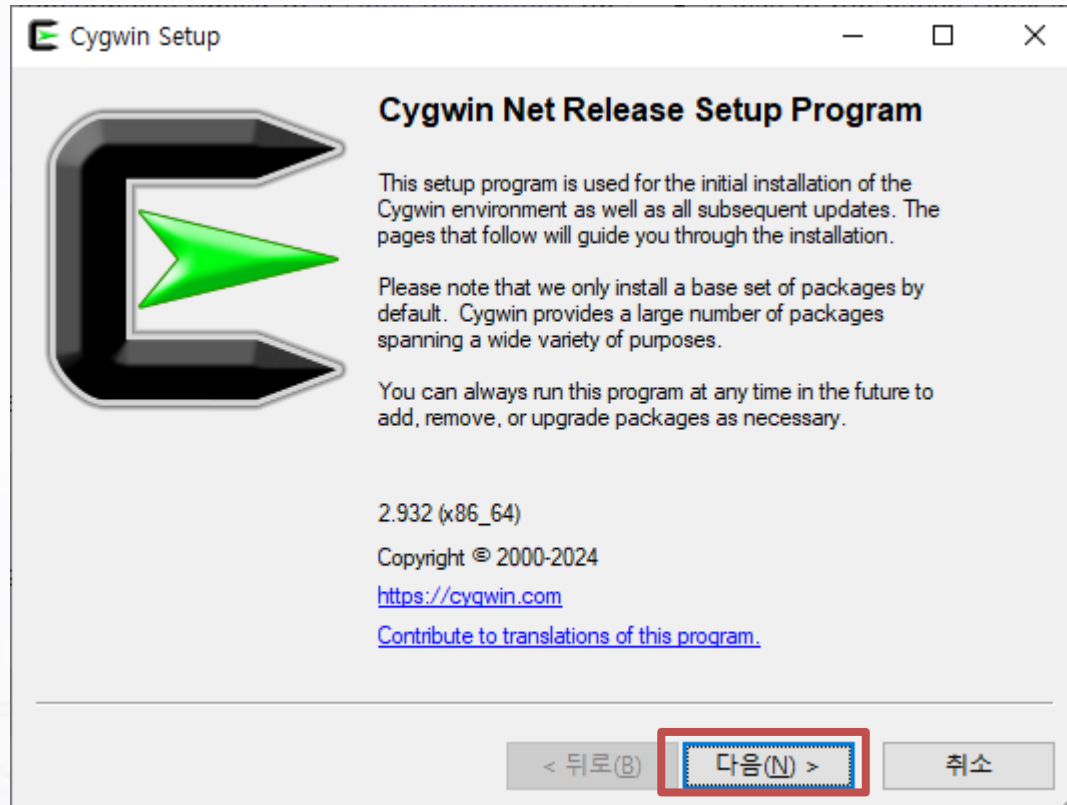 Cygwin Setup
Cygwin Net Release Setup Program
This setup program is used for the initial installation of the
Cygwin environment as well as all subsequent updates. The
pages that follow will guide you through the installation.
Please note that we only install a base set of packages by
default. Cygwin provides a large number of packages
spanning a wide variety of purposes.
You can always run this program at any time in the future to
add, remove, or upgrade packages as necessary.
2.932 (x86_64)
Copyright © 2000-2024
https://cygwin.com
Contribute to translations of this program.
< 뒤로(B) 다음(N) > 취소